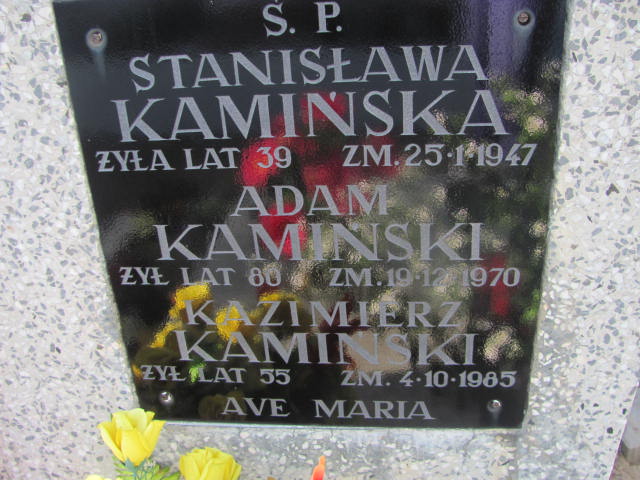 Ś. P.
STANISŁAWA
KAMIŃSKA
ŻYŁA LAT 39 ZM. 25·1·1947
ADAM
KAMIŃSKI
ŻYŁ LAT 80 ZM. 19·12·1970
KAZIMIERZ
KAMIŃSKI
ŻYŁ LAT 55 ZM. 4·10·1985
AVE MARIA